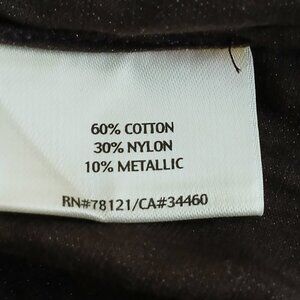 60% COTTON
30% NYLON
10% METALLIC
RN#78121/CA#34460